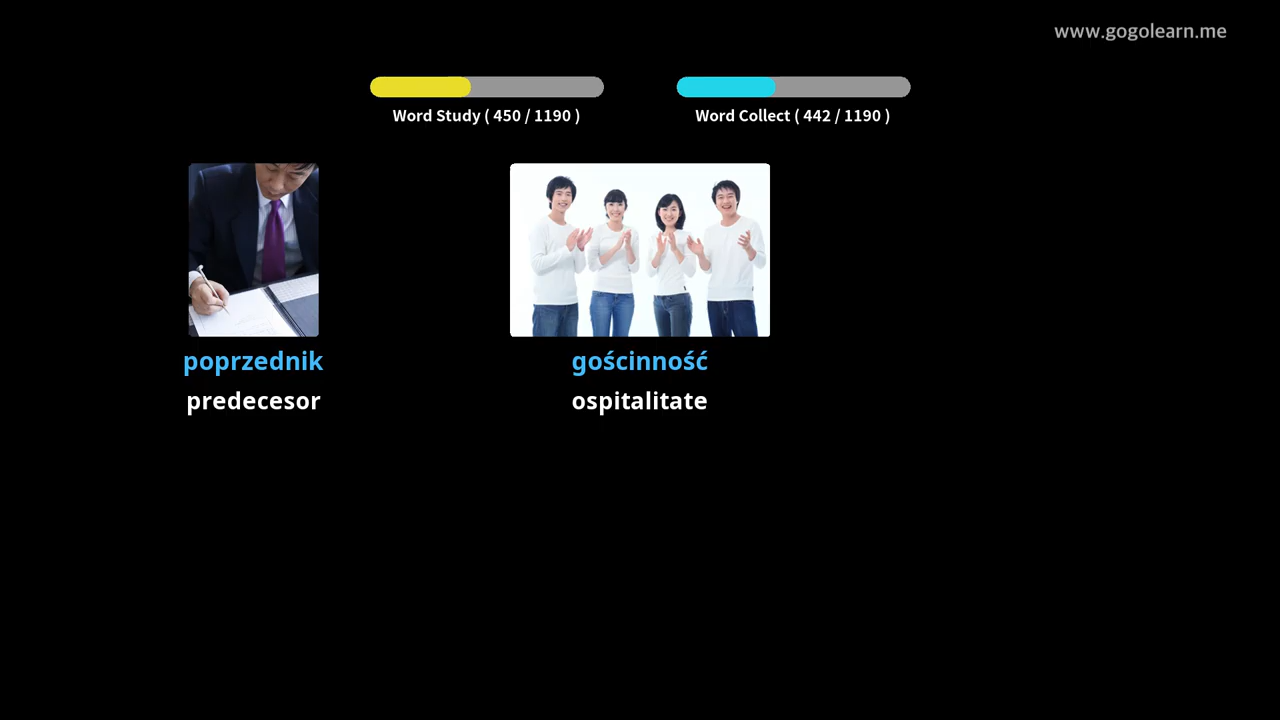 www.gogolearn.me
Word Study ( 450 / 1190 )
Word Collect ( 442 / 1190 )
poprzednik
predecesor
gościnność
ospitalitate